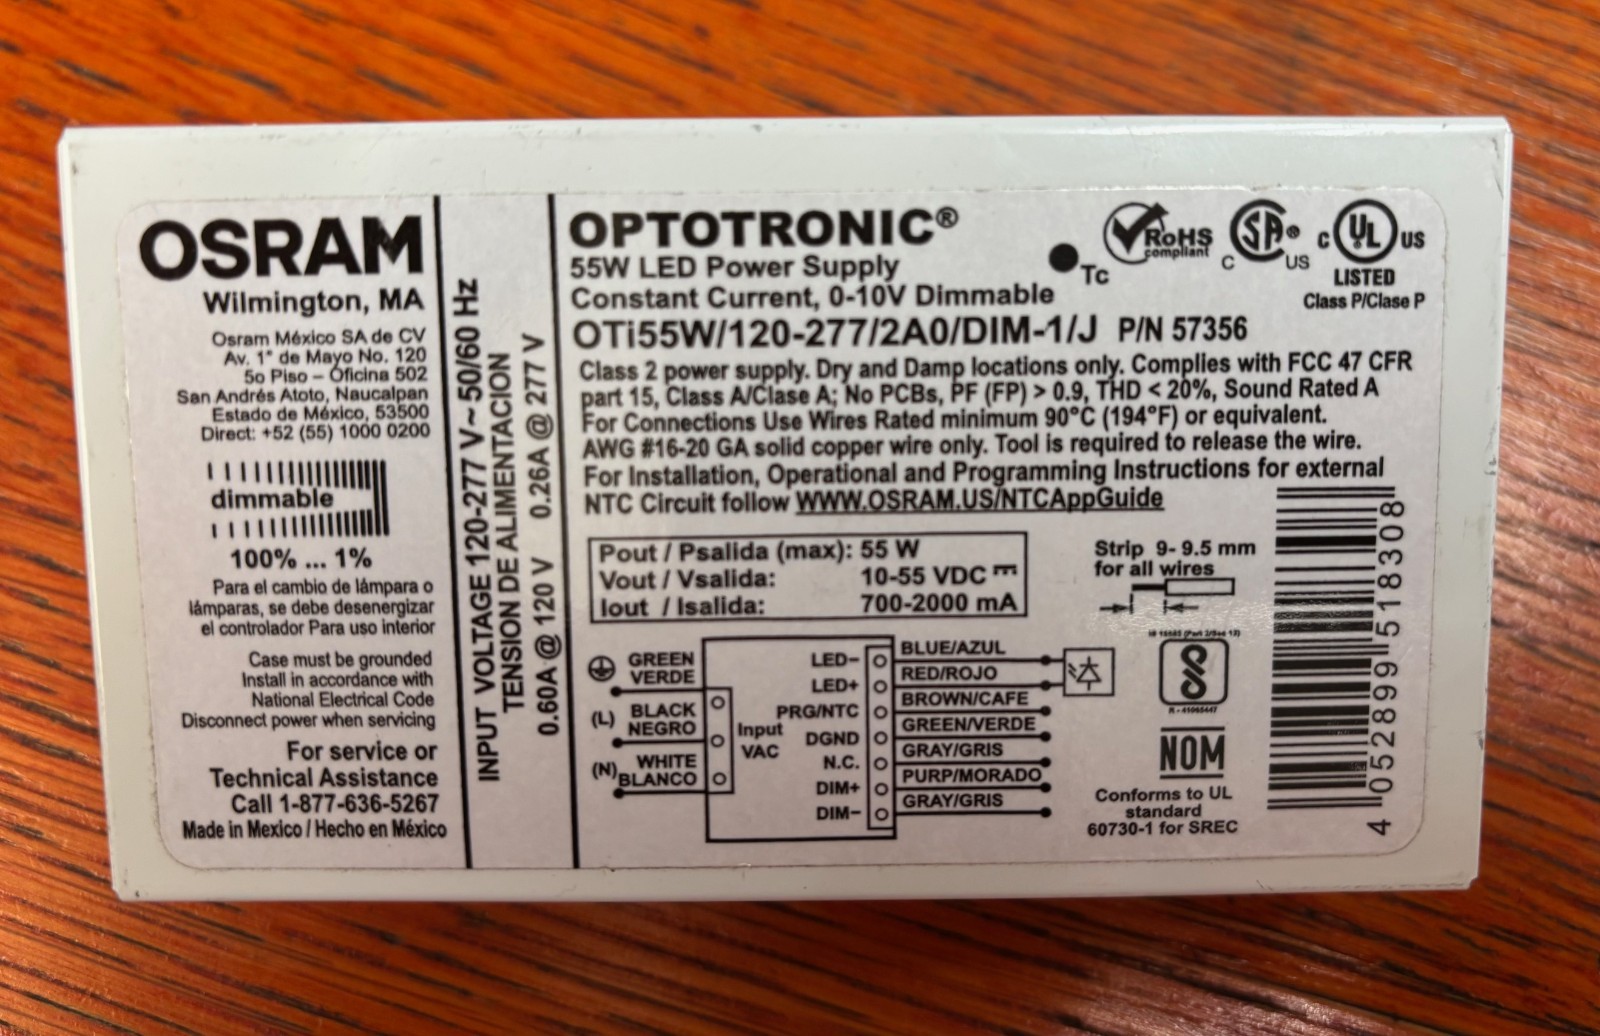 OSRAM
Wilmington, MA
Osram México SA de CV
Av. 1° de Mayo No. 120
5o Piso – Oficina 502
San Andrés Atoto, Naucalpan
Estado de México, 53500
Direct: +52 (55) 1000 0200
dimmable
100% ... 1%
Para el cambio de lámpara o
lámparas, se debe desenergizar
el controlador Para uso interior
Case must be grounded
Install in accordance with
National Electrical Code
Disconnect power when servicing
For service or
Technical Assistance
Call 1-877-636-5267
Made in Mexico / Hecho en México
INPUT VOLTAGE 120-277 V~ 50/60 Hz
TENSION DE ALIMENTACION
0.60A @ 120 V 0.26A @ 277 V
OPTOTRONIC®
55W LED Power Supply
Constant Current, 0-10V Dimmable
OTi55W/120-277/2A0/DIM-1/J P/N 57356
Tc
RoHS
compliant
C SA® US
C UL US
LISTED
Class P/Clase P
Class 2 power supply. Dry and Damp locations only. Complies with FCC 47 CFR
part 15, Class A/Clase A; No PCBs, PF (FP) > 0.9, THD < 20%, Sound Rated A
For Connections Use Wires Rated minimum 90°C (194°F) or equivalent.
AWG #16-20 GA solid copper wire only. Tool is required to release the wire.
For Installation, Operational and Programming Instructions for external
NTC Circuit follow WWW.OSRAM.US/NTCAppGuide
Pout / Psalida (max): 55 W
Vout / Vsalida: 10-55 VDC
Iout / Isalida: 700-2000 mA
Strip 9- 9.5 mm
for all wires
GREEN
VERDE
(L) BLACK
NEGRO
(N) WHITE
BLANCO
Input
VAC
LED– BLUE/AZUL
LED+ RED/ROJO
PRG/NTC BROWN/CAFE
DGND GREEN/VERDE
N.C. GRAY/GRIS
DIM+ PURP/MORADO
DIM– GRAY/GRIS
R - 41065447
NOM
Conforms to UL
standard
60730-1 for SREC
4 052899 518308